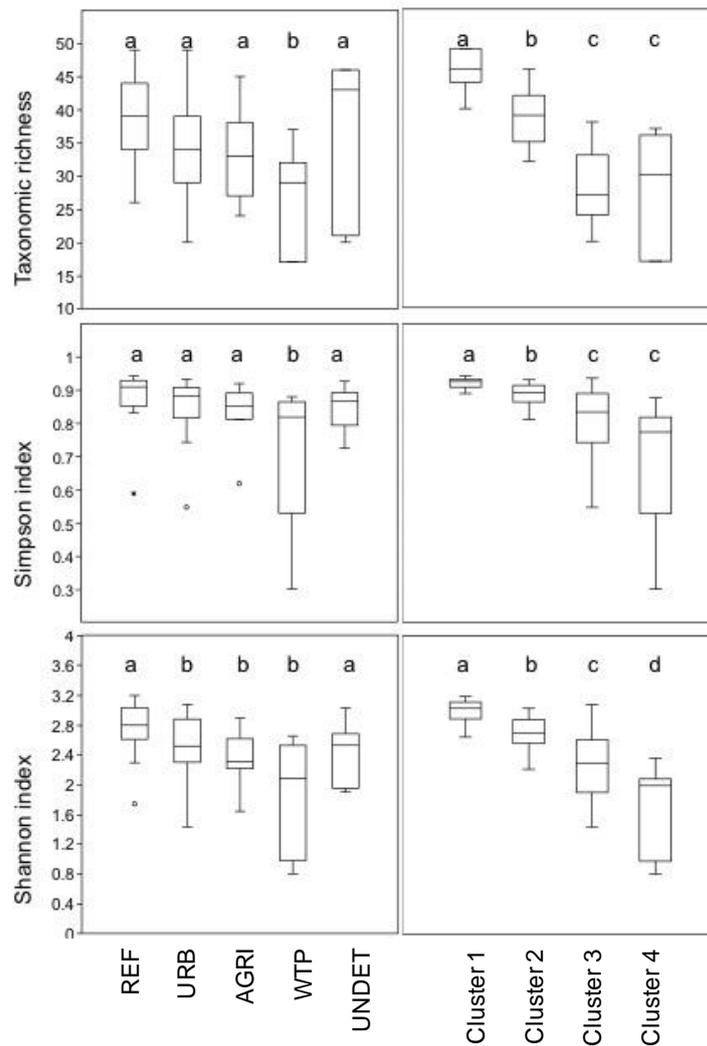 Taxonomic richness
50
45
40
35
30
25
20
15
10
a a a b a
a b c c
Simpson index
1
0.9
0.8
0.7
0.6
0.5
0.4
0.3
a a a b a
a b c c
Shannon index
4
3.6
3.2
2.8
2.4
2
1.6
1.2
0.8
0.4
0
a b b b a
a b c d
REF URB AGRI WTP UNDET
Cluster 1 Cluster 2 Cluster 3 Cluster 4